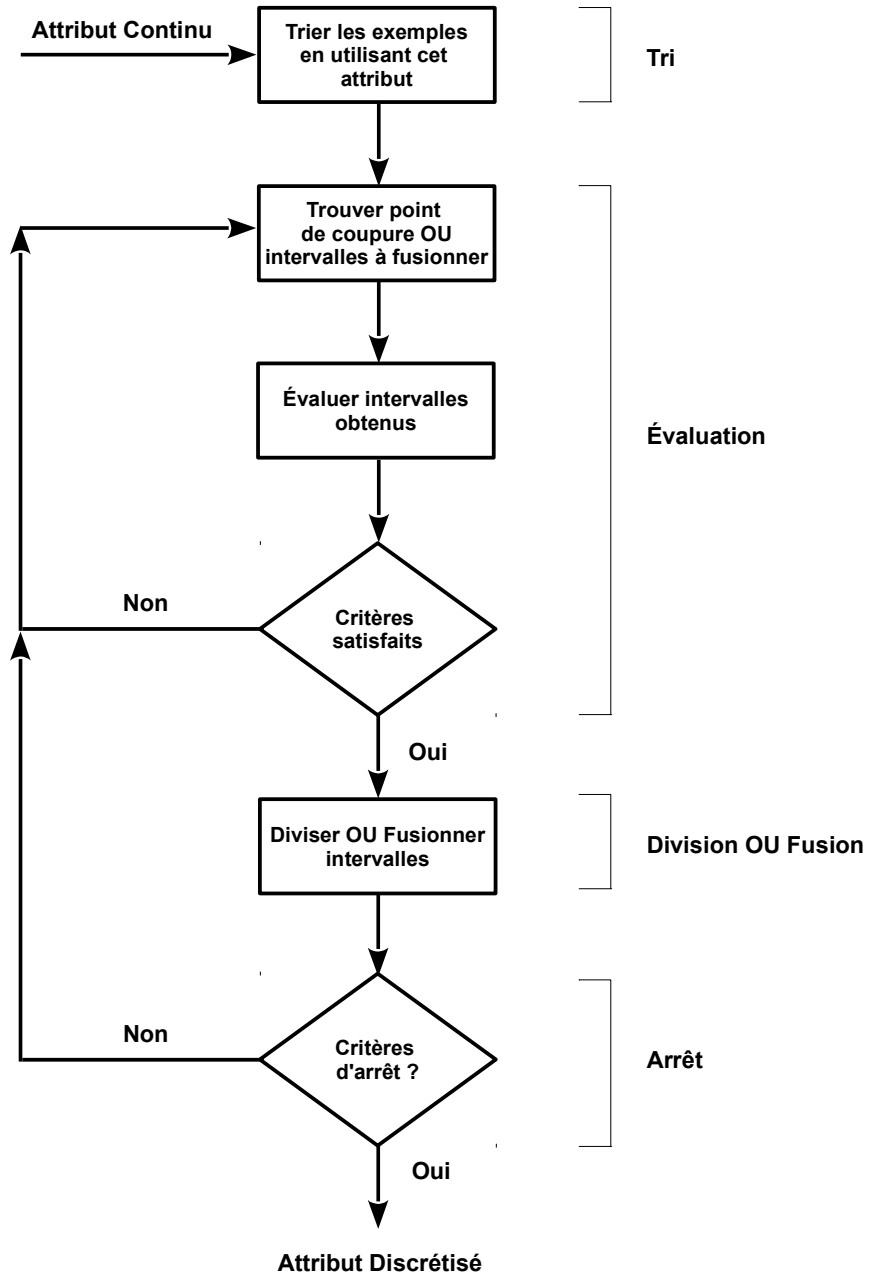 Attribut Continu
Trier les exemples
en utilisant cet
attribut
Tri
Trouver point
de coupure OU
intervalles à fusionner
Évaluer intervalles
obtenus
Évaluation
Non
Critères
satisfaits
Oui
Diviser OU Fusionner
intervalles
Division OU Fusion
Non
Critères
d'arrêt ?
Arrêt
Oui
Attribut Discrétisé